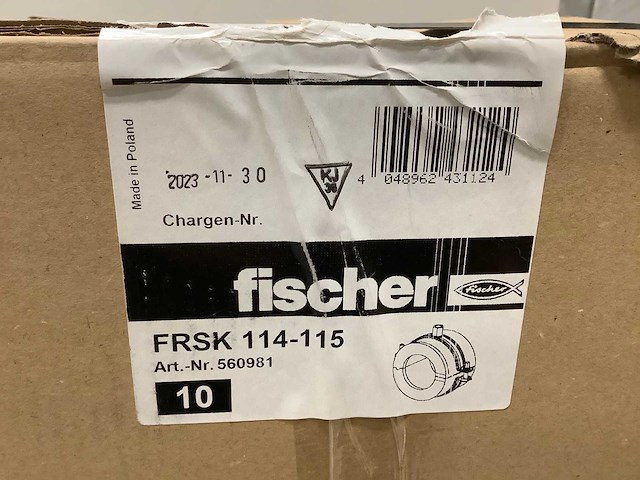 Made in Poland
2023-11-30
KJ
36
4 048962 431124
Chargen-Nr.
fischer
fischer
FRSK 114-115
Art.-Nr. 560981
10